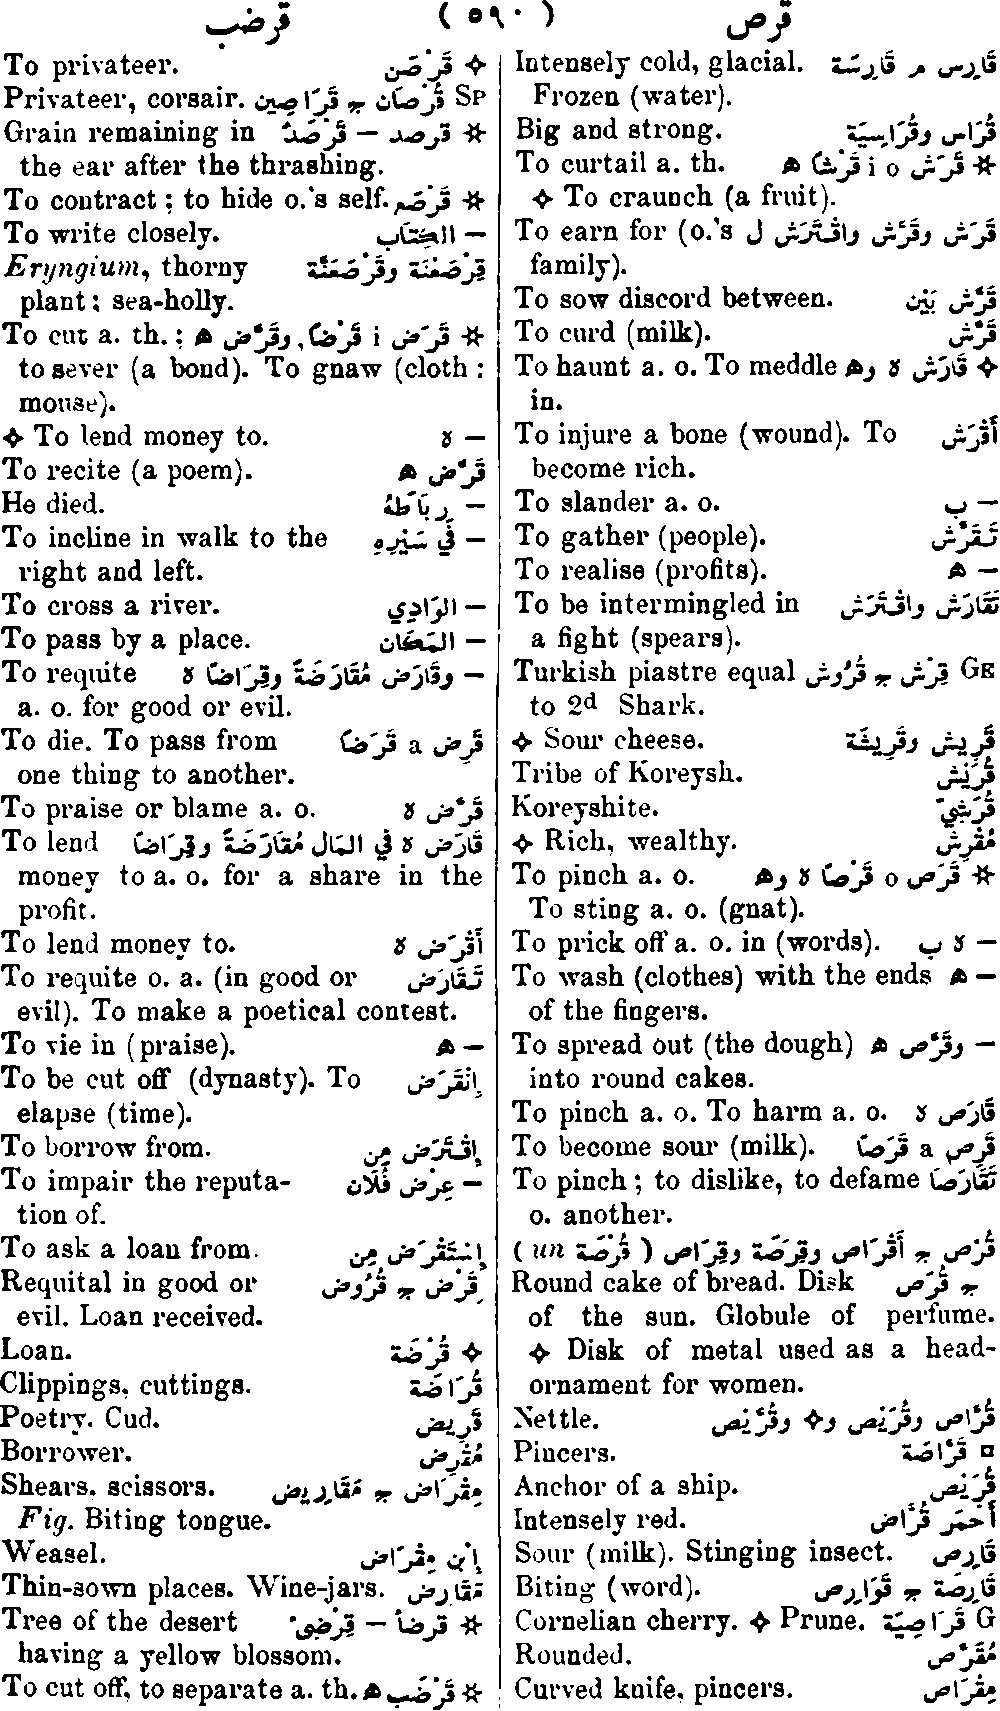 قرص ( ٥٩٠ ) قرضب
Intensely cold, glacial. قَارِس م قَارِسَة
Frozen (water).
Big and strong. قُرَاس وقُرَاسِيَة
To curtail a. th. ✲ قَرَش i o قَرْشًا ه
✧ To craunch (a fruit).
To earn for (o.'s قَرَش وقَرَّش واقْتَرَش ل
family).
To sow discord between. قَرَّش بَيْن
To curd (milk). قَرَّش
To haunt a. o. To meddle ✧ قَارَش ه وه
in.
To injure a bone (wound). To أَقْرَش
become rich.
To slander a. o. — ب
To gather (people). تَقَرَّش
To realise (profits). — ه
To be intermingled in تَقَارَش واقْتَرَش
a fight (spears).
Turkish piastre equal GE قِرْش ج قُرُوش
to 2d Shark.
✧ Sour cheese. قَرِيش وقَرِيشَة
Tribe of Koreysh. قُرَيْش
Koreyshite. قُرَشِيّ
✧ Rich, wealthy. مُقْرِش
To pinch a. o. ✲ قَرَص o قَرْصًا ه وه
To sting a. o. (gnat).
To prick off a. o. in (words). — ه ب
To wash (clothes) with the ends — ه
of the fingers.
To spread out (the dough) — وقَرَّص ه
into round cakes.
To pinch a. o. To harm a. o. قَارَص ه
To become sour (milk). قَرِص a قَرَصًا
To pinch ; to dislike, to defame تَقَارَصَا
o. another.
قُرْص ج أَقْرَاص وقِرَصَة وقِرَاص ( un قُرْصَة )
Round cake of bread. Disk ج قُرَص
of the sun. Globule of perfume.
✧ Disk of metal used as a head-
ornament for women.
Nettle. قُرَّاص وقُرَّيْص و✧ وقُرَّيْص
Pincers. ▫ قَرَّاصَة
Anchor of a ship. قُرَيْص
Intensely red. أَحْمَر قُرَّاص
Sour (milk). Stinging insect. قَارِص
Biting (word). قَارِصَة ج قَوَارِص
Cornelian cherry. ✧ Prune. G قَرَاصِيَة
Rounded. مُقَرَّص
Curved knife, pincers. مِقْرَاص
To privateer. ✧ قَرْصَن
Privateer, corsair. SP قُرْصَان ج قَرَاصِين
Grain remaining in ✲ قرصد — قَرْصَد
the ear after the thrashing.
To contract ; to hide o.'s self. ✲ قَرْصَع
To write closely. — الكِتَاب
Eryngium, thorny قِرْصَعْنَة وقَرْصَعَنَّة
plant ; sea-holly.
To cut a. th. ; ✲ قَرَض i قَرْضًا, وقَرَّض ه
to sever (a bond). To gnaw (cloth :
mouse).
✧ To lend money to. — ه
To recite (a poem). قَرَض ه
He died. — رِبَاطَهُ
To incline in walk to the — في سَيْرِهِ
right and left.
To cross a river. — الوَادِي
To pass by a place. — المَكَان
To requite — وقَارَض مُقَارَضَةً وقِرَاضًا ه
a. o. for good or evil.
To die. To pass from قَرِض a قَرَضًا
one thing to another.
To praise or blame a. o. قَرَّض ه
To lend قَارَض ه في المَال مُقَارَضَةً وقِرَاضًا
money to a. o. for a share in the
profit.
To lend money to. أَقْرَض ه
To requite o. a. (in good or تَقَارَض
evil). To make a poetical contest.
To vie in (praise). — ه
To be cut off (dynasty). To إِنْقَرَض
elapse (time).
To borrow from. إِقْتَرَض مِن
To impair the reputa- — عِرْض فُلَان
tion of.
To ask a loan from. إِسْتَقْرَض مِن
Requital in good or قَرْض ج قُرُوض
evil. Loan received.
Loan. ✧ قُرْضَة
Clippings, cuttings. قُرَاضَة
Poetry. Cud. قَرِيض
Borrower. مُقْرِض
Shears, scissors. مِقْرَاض ج مَقَارِيض
Fig. Biting tongue.
Weasel. إِبْن مِقْرَاض
Thin-sown places. Wine-jars. مَقَارِض
Tree of the desert ✲ قرضأ — قِرْضِئ
having a yellow blossom.
To cut off, to separate a. th. ✲ قَرْضَب ه